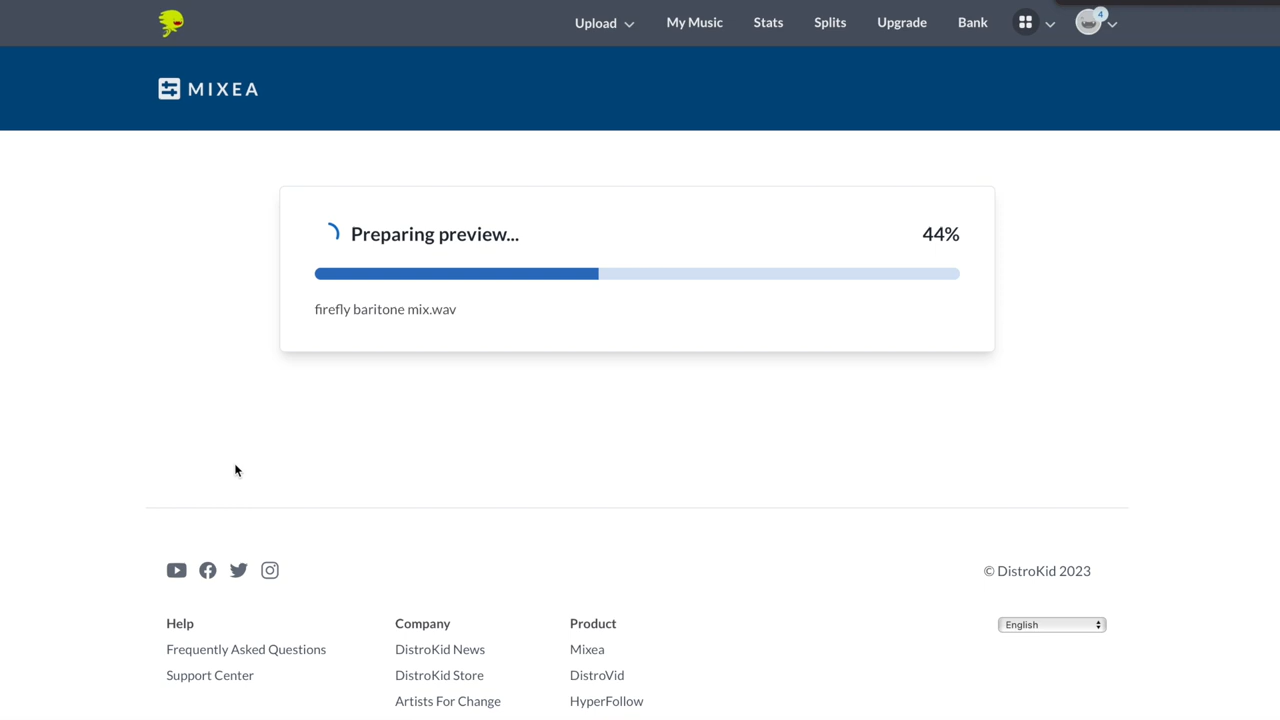 Upload My Music Stats Splits Upgrade Bank 4
MIXEA
Preparing preview... 44%
firefly baritone mix.wav
© DistroKid 2023
Help Company Product English
Frequently Asked Questions DistroKid News Mixea
Support Center DistroKid Store DistroVid
Artists For Change HyperFollow